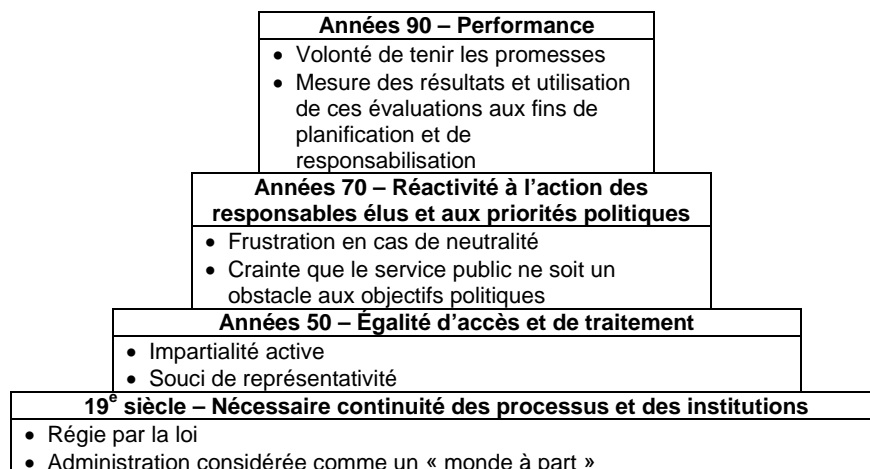 Années 90 – Performance
• Volonté de tenir les promesses
• Mesure des résultats et utilisation
de ces évaluations aux fins de
planification et de
responsabilisation
Années 70 – Réactivité à l’action des
responsables élus et aux priorités politiques
• Frustration en cas de neutralité
• Crainte que le service public ne soit un
obstacle aux objectifs politiques
Années 50 – Égalité d’accès et de traitement
• Impartialité active
• Souci de représentativité
19e siècle – Nécessaire continuité des processus et des institutions
• Régie par la loi
• Administration considérée comme un « monde à part »